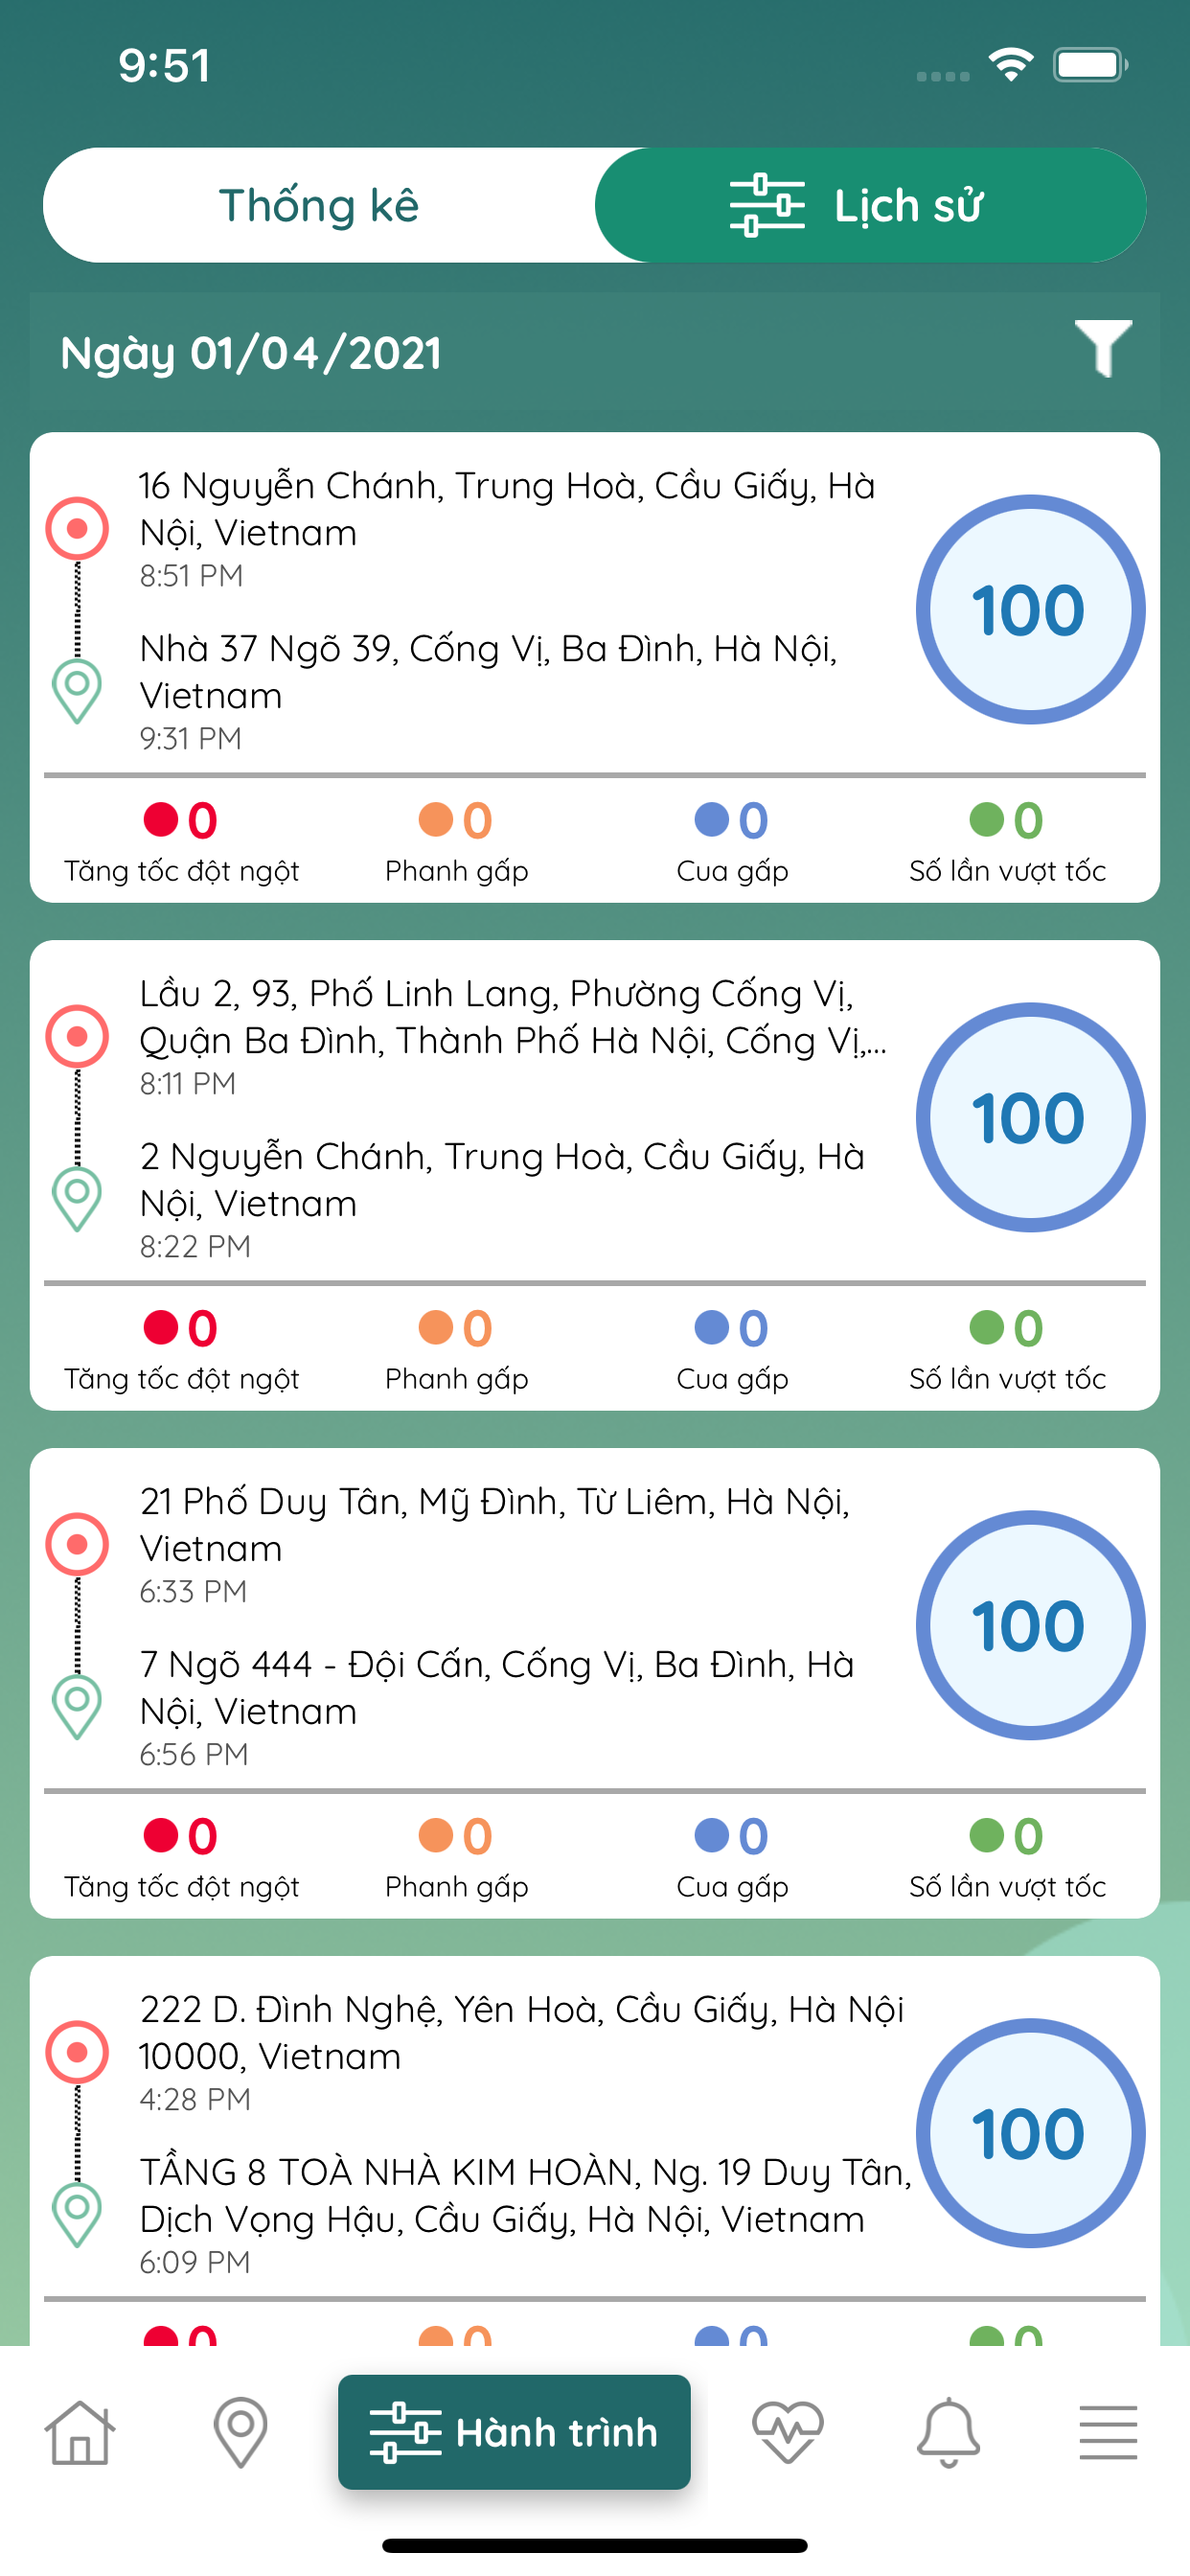 9:51
Thống kê
Lịch sử
Ngày 01/04/2021
16 Nguyễn Chánh, Trung Hoà, Cầu Giấy, Hà
Nội, Vietnam
8:51 PM
100
Nhà 37 Ngõ 39, Cống Vị, Ba Đình, Hà Nội,
Vietnam
9:31 PM
0 0 0 0
Tăng tốc đột ngột Phanh gấp Cua gấp Số lần vượt tốc
Lầu 2, 93, Phố Linh Lang, Phường Cống Vị,
Quận Ba Đình, Thành Phố Hà Nội, Cống Vị,...
8:11 PM
100
2 Nguyễn Chánh, Trung Hoà, Cầu Giấy, Hà
Nội, Vietnam
8:22 PM
0 0 0 0
Tăng tốc đột ngột Phanh gấp Cua gấp Số lần vượt tốc
21 Phố Duy Tân, Mỹ Đình, Từ Liêm, Hà Nội,
Vietnam
6:33 PM
100
7 Ngõ 444 - Đội Cấn, Cống Vị, Ba Đình, Hà
Nội, Vietnam
6:56 PM
0 0 0 0
Tăng tốc đột ngột Phanh gấp Cua gấp Số lần vượt tốc
222 D. Đình Nghệ, Yên Hoà, Cầu Giấy, Hà Nội
10000, Vietnam
4:28 PM
100
TẦNG 8 TOÀ NHÀ KIM HOÀN, Ng. 19 Duy Tân,
Dịch Vọng Hậu, Cầu Giấy, Hà Nội, Vietnam
6:09 PM
0 0 0 0
Hành trình